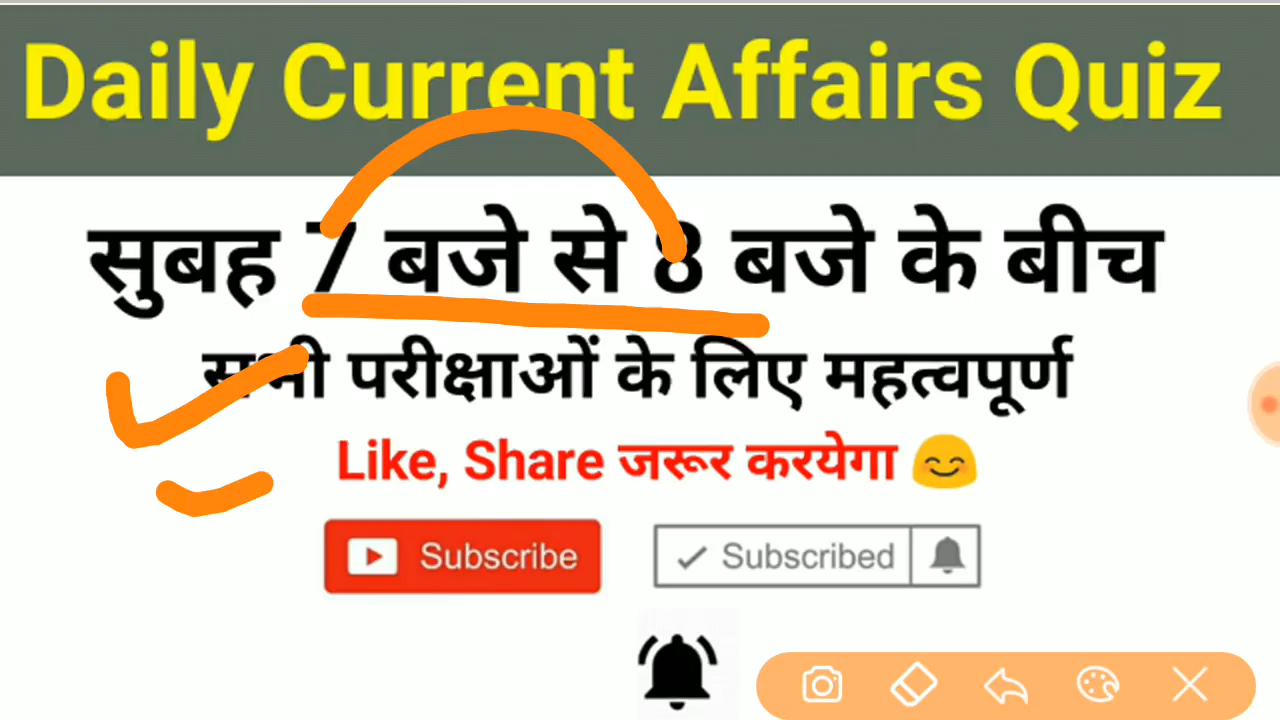 Daily Current Affairs Quiz
सुबह 7 बजे से 8 बजे के बीच
सभी परीक्षाओं के लिए महत्वपूर्ण
Like, Share जरूर करयेगा
Subscribe
Subscribed